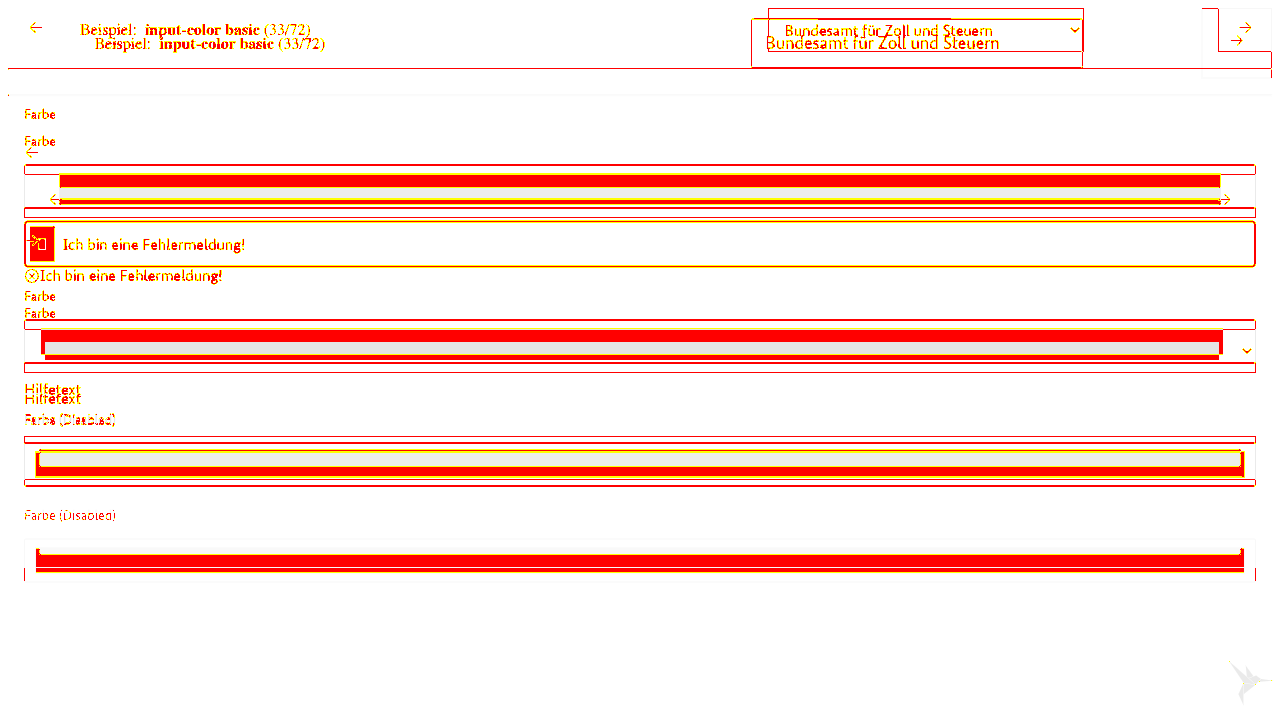 Beispiel: input-color basic (33/72)
Bundesamt für Zoll und Steuern
Beispiel: input-color basic (33/72)
Bundesamt für Zoll und Steuern
Farbe
Farbe
Ich bin eine Fehlermeldung!
Ich bin eine Fehlermeldung!
Farbe
Farbe
Hilfetext
Hilfetext
Farbe (Disabled)
Farbe (Disabled)